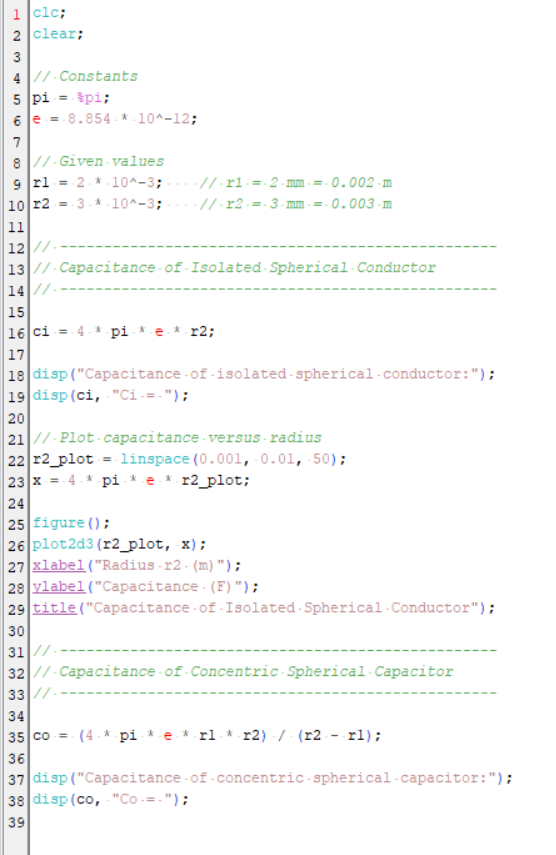 1 clc;
2 clear;
3
4 // Constants
5 pi = %pi;
6 e = 8.854 * 10^-12;
7
8 // Given values
9 r1 = 2 * 10^-3;    // r1 = 2 mm = 0.002 m
10 r2 = 3 * 10^-3;    // r2 = 3 mm = 0.003 m
11
12 // --------------------------------------------------
13 // Capacitance of Isolated Spherical Conductor
14 // --------------------------------------------------
15
16 ci = 4 * pi * e * r2;
17
18 disp("Capacitance of isolated spherical conductor:");
19 disp(ci, "Ci = ");
20
21 // Plot capacitance versus radius
22 r2_plot = linspace(0.001, 0.01, 50);
23 x = 4 * pi * e * r2_plot;
24
25 figure();
26 plot2d3(r2_plot, x);
27 xlabel("Radius r2 (m)");
28 ylabel("Capacitance (F)");
29 title("Capacitance of Isolated Spherical Conductor");
30
31 // --------------------------------------------------
32 // Capacitance of Concentric Spherical Capacitor
33 // --------------------------------------------------
34
35 co = (4 * pi * e * r1 * r2) / (r2 - r1);
36
37 disp("Capacitance of concentric spherical capacitor:");
38 disp(co, "Co = ");
39